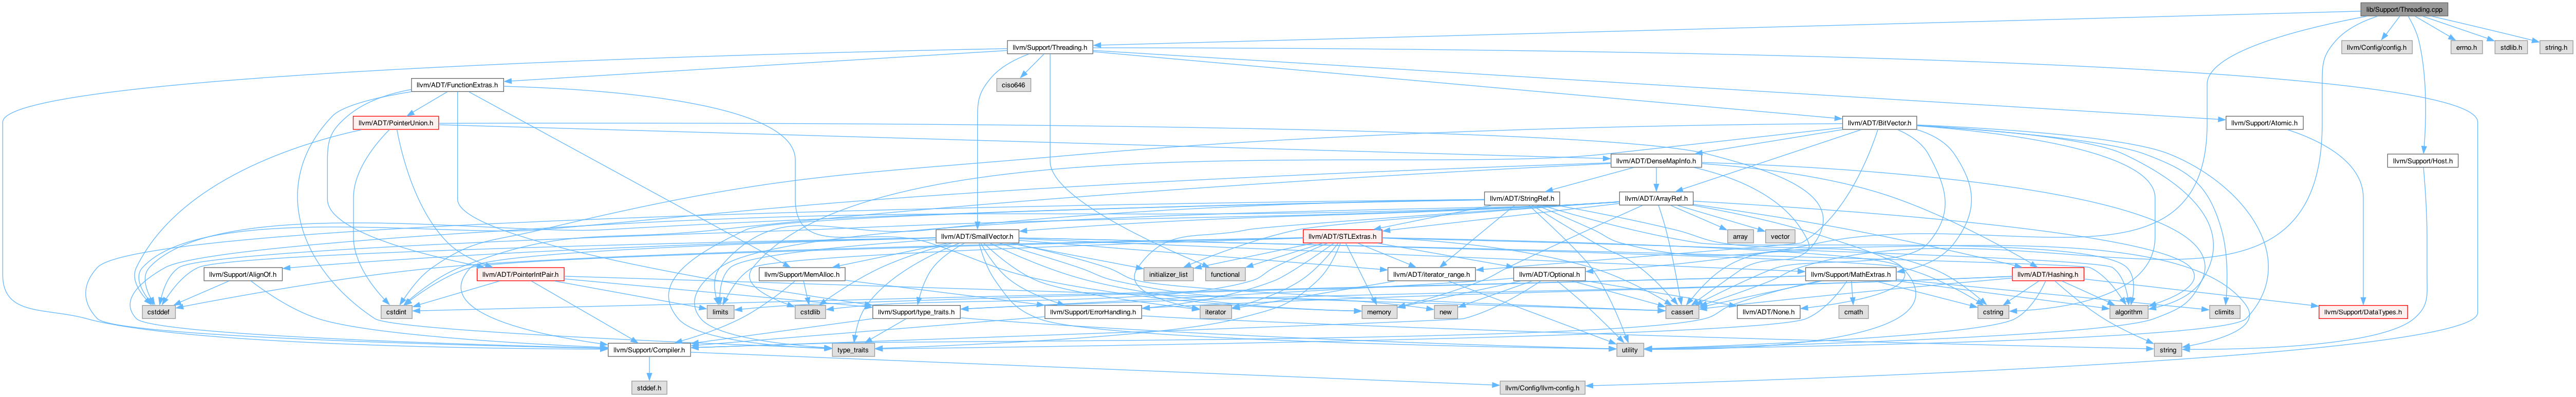 lib/Support/Threading.cpp
llvm/Support/Threading.h
llvm/Config/config.h
errno.h
stdlib.h
string.h
llvm/ADT/FunctionExtras.h
ciso646
llvm/ADT/PointerUnion.h
llvm/ADT/BitVector.h
llvm/Support/Atomic.h
llvm/ADT/DenseMapInfo.h
llvm/Support/Host.h
llvm/ADT/StringRef.h
llvm/ADT/ArrayRef.h
llvm/ADT/SmallVector.h
llvm/ADT/STLExtras.h
array
vector
llvm/Support/AlignOf.h
llvm/ADT/PointerIntPair.h
llvm/Support/MemAlloc.h
initializer_list
functional
llvm/ADT/iterator_range.h
llvm/ADT/Optional.h
llvm/Support/MathExtras.h
llvm/ADT/Hashing.h
cstddef
cstdint
limits
cstdlib
llvm/Support/type_traits.h
llvm/Support/ErrorHandling.h
iterator
memory
new
cassert
llvm/ADT/None.h
cmath
cstring
algorithm
climits
llvm/Support/DataTypes.h
llvm/Support/Compiler.h
type_traits
utility
string
stddef.h
llvm/Config/llvm-config.h